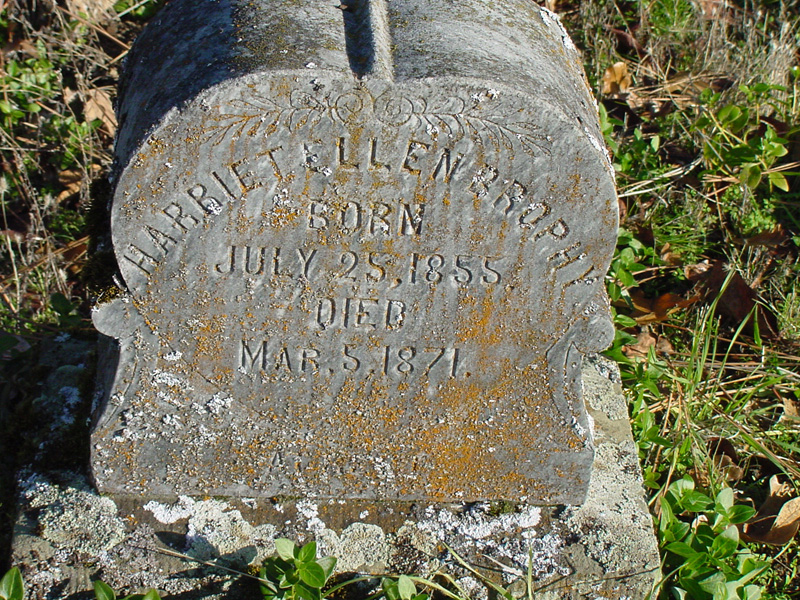 HARRIET ELLEN BROPHY
BORN
JULY 25, 1855.
DIED
MAR. 5, 1871.